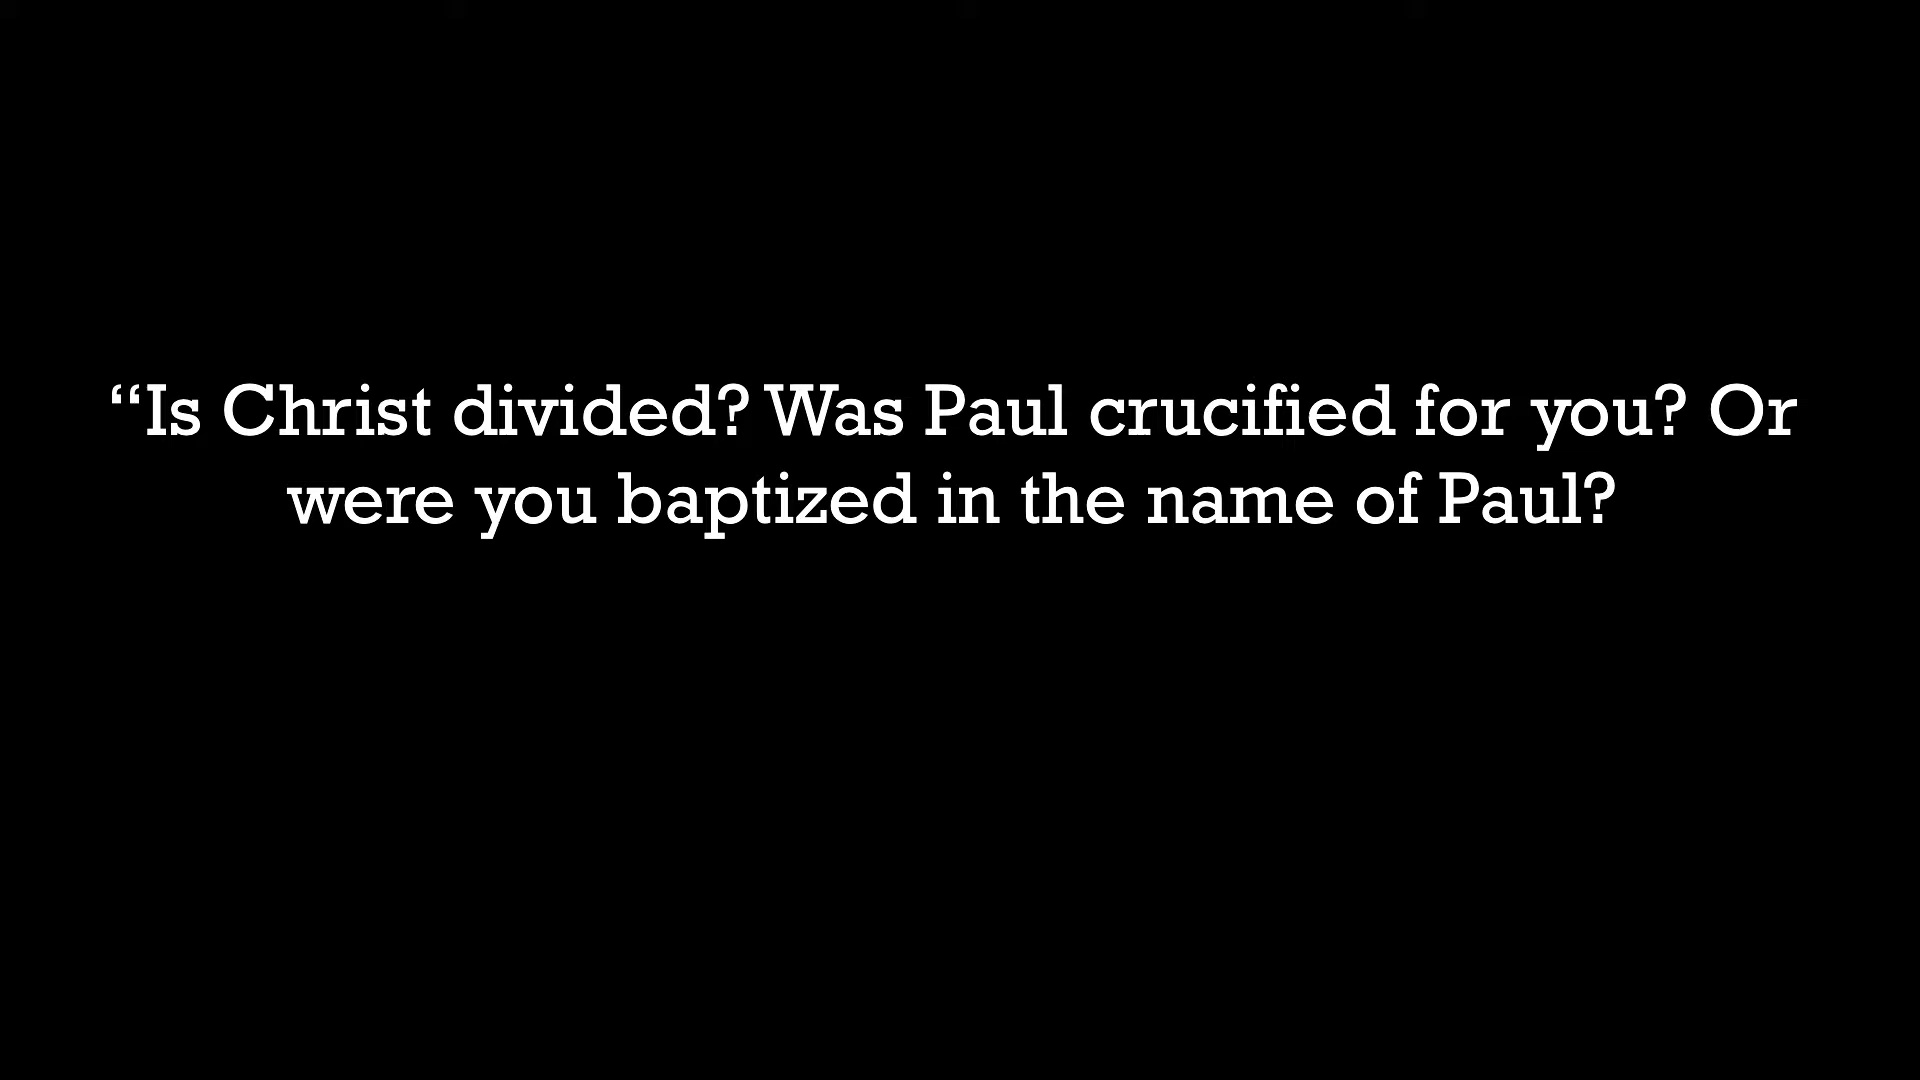 “Is Christ divided? Was Paul crucified for you? Or
were you baptized in the name of Paul?